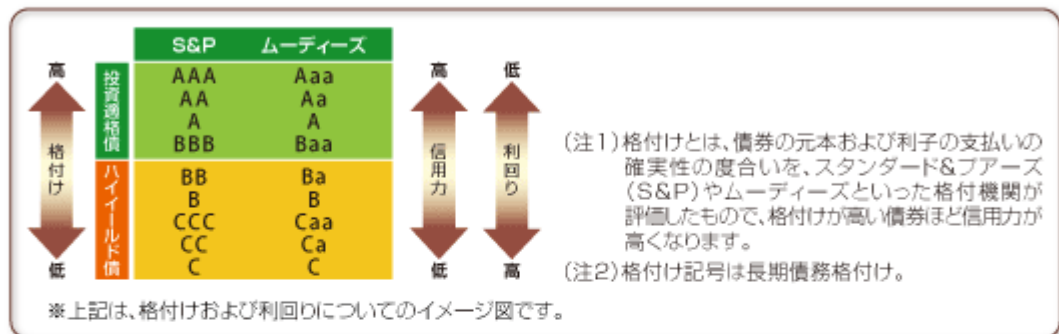 S&P ムーディーズ
高
格付け
低
投資適格債
AAA Aaa
AA Aa
A A
BBB Baa
ハイイールド債
BB Ba
B B
CCC Caa
CC Ca
C C
高
信用力
低
低
利回り
高
(注1)格付けとは、債券の元本および利子の支払いの
確実性の度合いを、スタンダード&プアーズ
(S&P)やムーディーズといった格付機関が
評価したもので、格付けが高い債券ほど信用力が
高くなります。
(注2)格付け記号は長期債務格付け。
※上記は、格付けおよび利回りについてのイメージ図です。